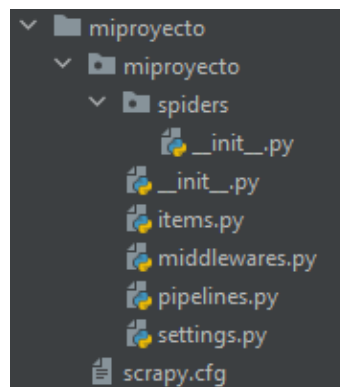 miproyecto
miproyecto
spiders
__init__.py
__init__.py
items.py
middlewares.py
pipelines.py
settings.py
scrapy.cfg